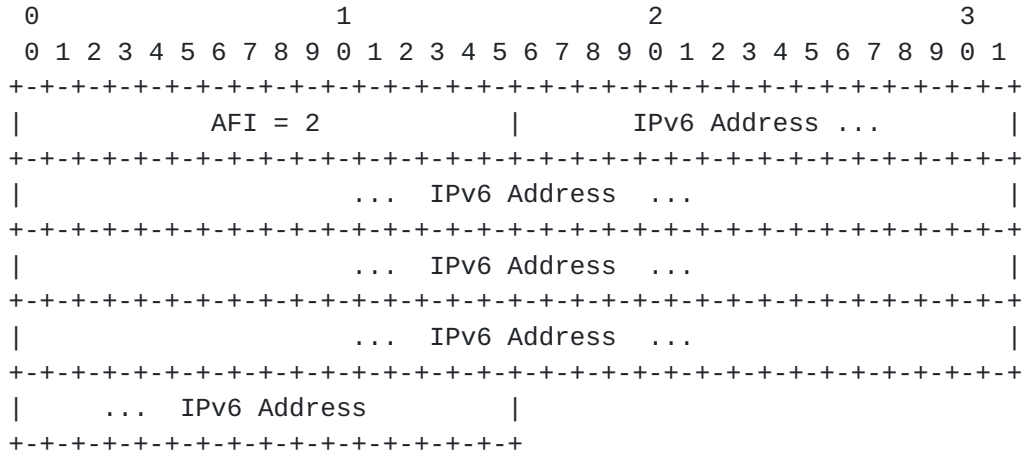 0                   1                   2                   3
 0 1 2 3 4 5 6 7 8 9 0 1 2 3 4 5 6 7 8 9 0 1 2 3 4 5 6 7 8 9 0 1
+-+-+-+-+-+-+-+-+-+-+-+-+-+-+-+-+-+-+-+-+-+-+-+-+-+-+-+-+-+-+-+-+
|            AFI = 2            |       IPv6 Address ...        |
+-+-+-+-+-+-+-+-+-+-+-+-+-+-+-+-+-+-+-+-+-+-+-+-+-+-+-+-+-+-+-+-+
|                     ...  IPv6 Address  ...                    |
+-+-+-+-+-+-+-+-+-+-+-+-+-+-+-+-+-+-+-+-+-+-+-+-+-+-+-+-+-+-+-+-+
|                     ...  IPv6 Address  ...                    |
+-+-+-+-+-+-+-+-+-+-+-+-+-+-+-+-+-+-+-+-+-+-+-+-+-+-+-+-+-+-+-+-+
|                     ...  IPv6 Address  ...                    |
+-+-+-+-+-+-+-+-+-+-+-+-+-+-+-+-+-+-+-+-+-+-+-+-+-+-+-+-+-+-+-+-+
|     ...  IPv6 Address         |
+-+-+-+-+-+-+-+-+-+-+-+-+-+-+-+-+